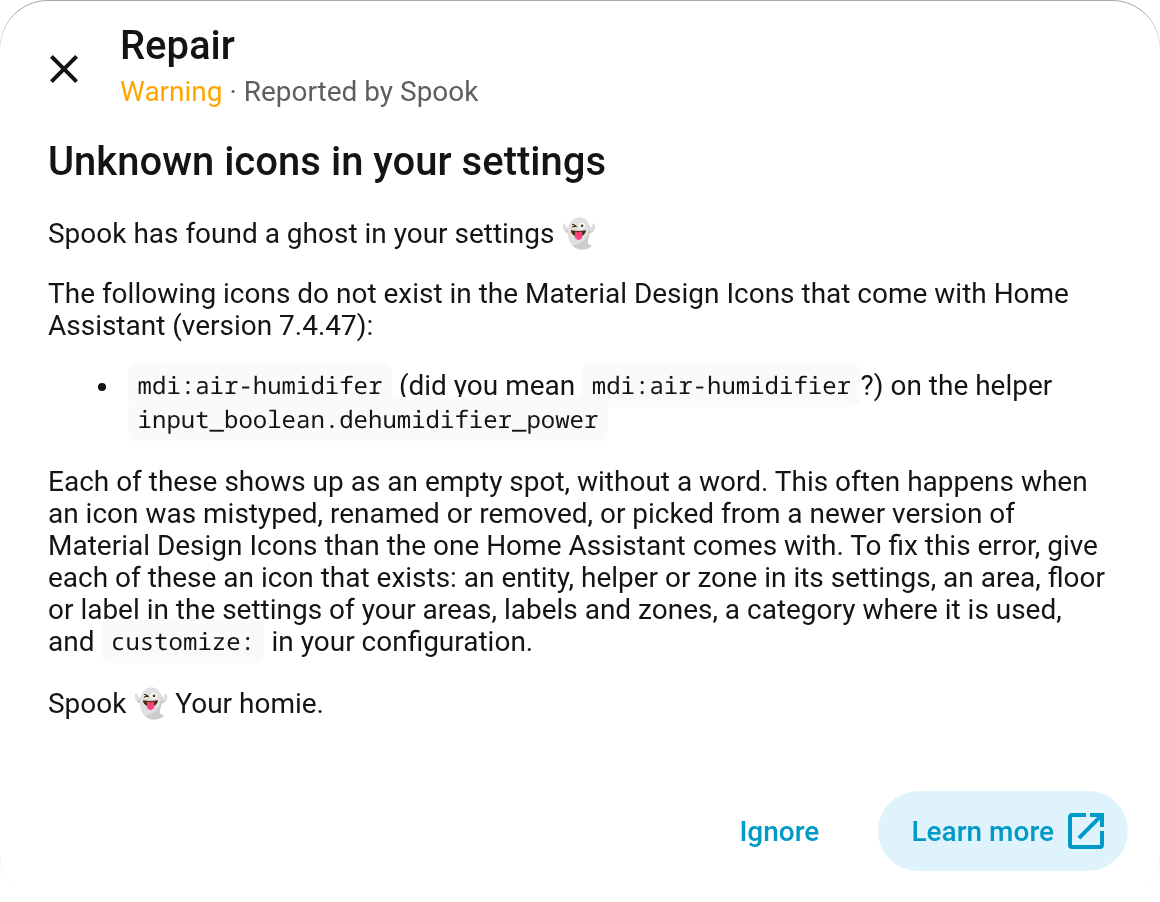 Repair
Warning · Reported by Spook
Unknown icons in your settings
Spook has found a ghost in your settings 👻
The following icons do not exist in the Material Design Icons that come with Home
Assistant (version 7.4.47):
• mdi:air-humidifer (did you mean mdi:air-humidifier?) on the helper
input_boolean.dehumidifier_power
Each of these shows up as an empty spot, without a word. This often happens when
an icon was mistyped, renamed or removed, or picked from a newer version of
Material Design Icons than the one Home Assistant comes with. To fix this error, give
each of these an icon that exists: an entity, helper or zone in its settings, an area, floor
or label in the settings of your areas, labels and zones, a category where it is used,
and customize: in your configuration.
Spook 👻 Your homie.
Ignore
Learn more